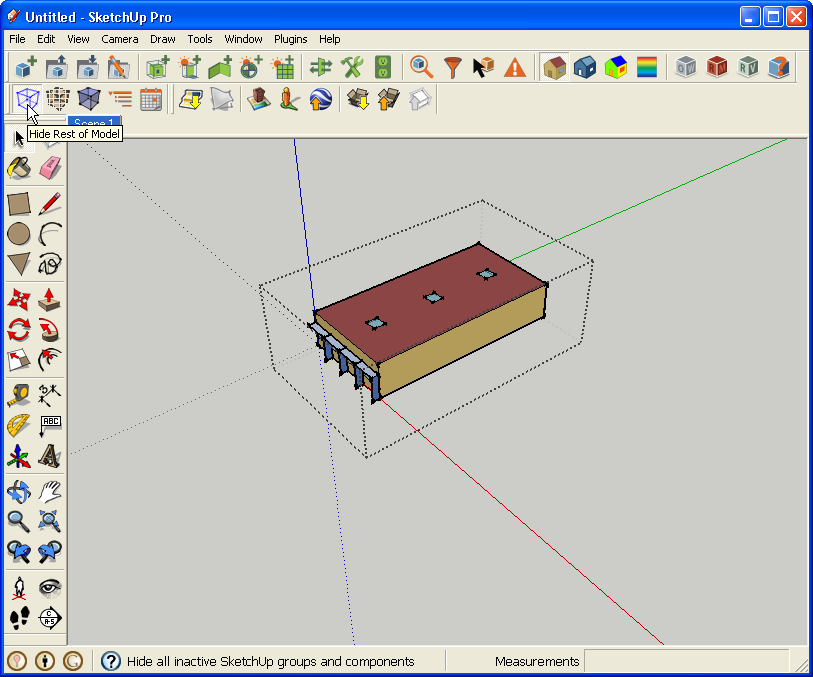 Untitled - SketchUp Pro
File Edit View Camera Draw Tools Window Plugins Help
Scene 1
Hide Rest of Model
ABC
Hide all inactive SketchUp groups and components
Measurements